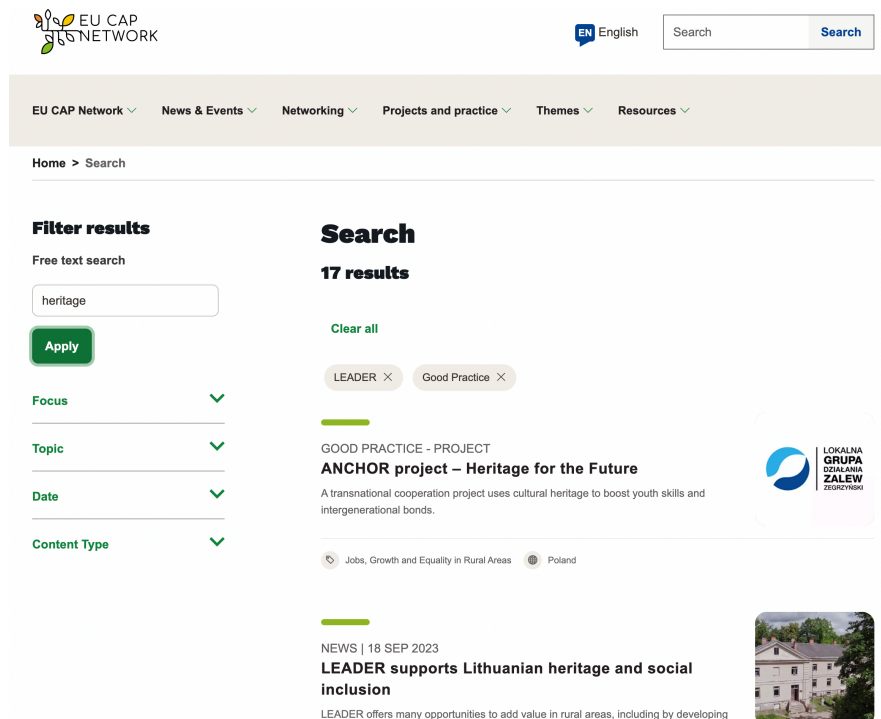 EU CAP
NETWORK
EN English
Search
Search
EU CAP Network
News & Events
Networking
Projects and practice
Themes
Resources
Home > Search
Filter results
Free text search
heritage
Apply
Focus
Topic
Date
Content Type
Search
17 results
Clear all
LEADER
Good Practice
GOOD PRACTICE - PROJECT
ANCHOR project – Heritage for the Future
A transnational cooperation project uses cultural heritage to boost youth skills and
intergenerational bonds.
LOKALNA
GRUPA
DZIAŁANIA
ZALEW
ZEGRZYŃSKI
Jobs, Growth and Equality in Rural Areas
Poland
NEWS | 18 SEP 2023
LEADER supports Lithuanian heritage and social
inclusion
LEADER offers many opportunities to add value in rural areas, including by developing